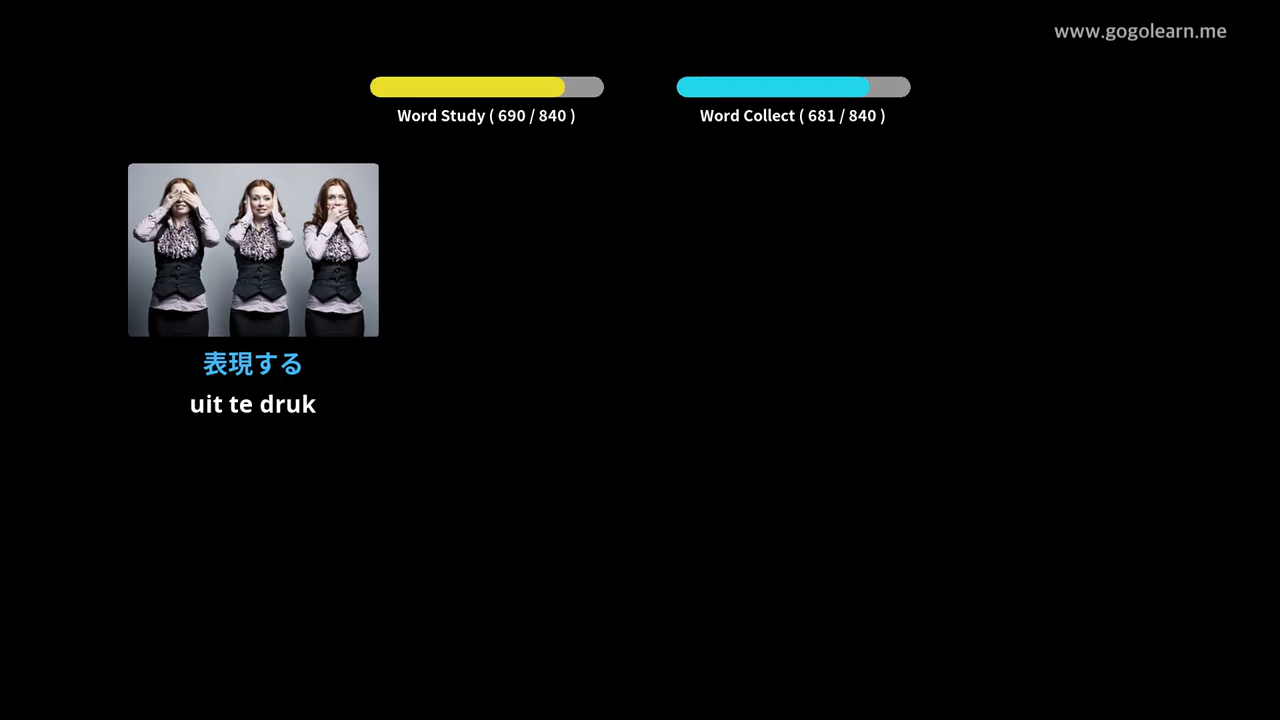 www.gogolearn.me
Word Study ( 690 / 840 )
Word Collect ( 681 / 840 )
表現する
uit te druk